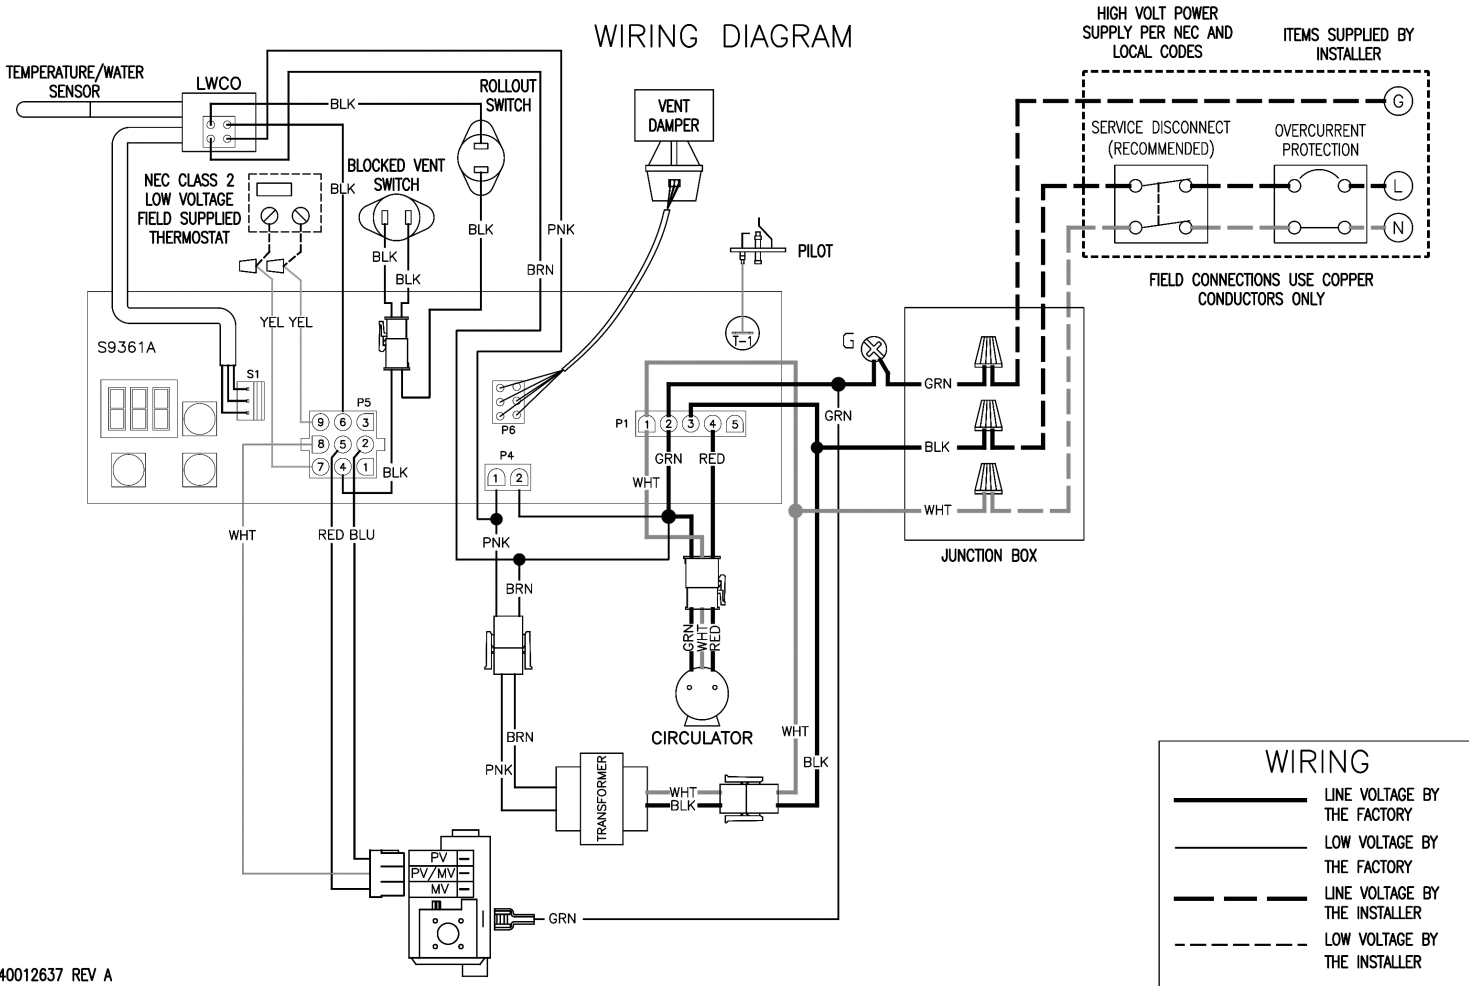 WIRING DIAGRAM
HIGH VOLT POWER
SUPPLY PER NEC AND
LOCAL CODES
ITEMS SUPPLIED BY
INSTALLER
TEMPERATURE/WATER
SENSOR
LWCO
BLK
ROLLOUT
SWITCH
VENT
DAMPER
G
SERVICE DISCONNECT
(RECOMMENDED)
OVERCURRENT
PROTECTION
L
N
NEC CLASS 2
LOW VOLTAGE
FIELD SUPPLIED
THERMOSTAT
BLK
BLOCKED VENT
SWITCH
BLK
BLK
BLK
PNK
BRN
PILOT
FIELD CONNECTIONS USE COPPER
CONDUCTORS ONLY
YEL YEL
T-1
S9361A
G
S1
GRN
P5
9 6 3
8 5 2
7 4 1
P6
P1
1 2 3 4 5
GRN
BLK
BLK
P4
1 2
GRN
RED
WHT
WHT
JUNCTION BOX
WHT
RED BLU
PNK
BRN
GRN
WHT
RED
CIRCULATOR
BRN
PNK
TRANSFORMER
WHT
BLK
WHT
BLK
PV
PV/MV
MV
GRN
WIRING
LINE VOLTAGE BY
THE FACTORY
LOW VOLTAGE BY
THE FACTORY
LINE VOLTAGE BY
THE INSTALLER
LOW VOLTAGE BY
THE INSTALLER
40012637 REV A